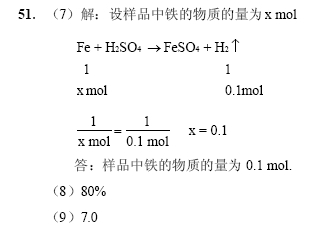 51. （7）解：设样品中铁的物质的量为 x mol
Fe + H₂SO₄ →FeSO₄ + H₂↑
1 1
x mol 0.1mol
1/x mol = 1/0.1 mol x = 0.1
答：样品中铁的物质的量为 0.1 mol.
（8）80%
（9）7.0